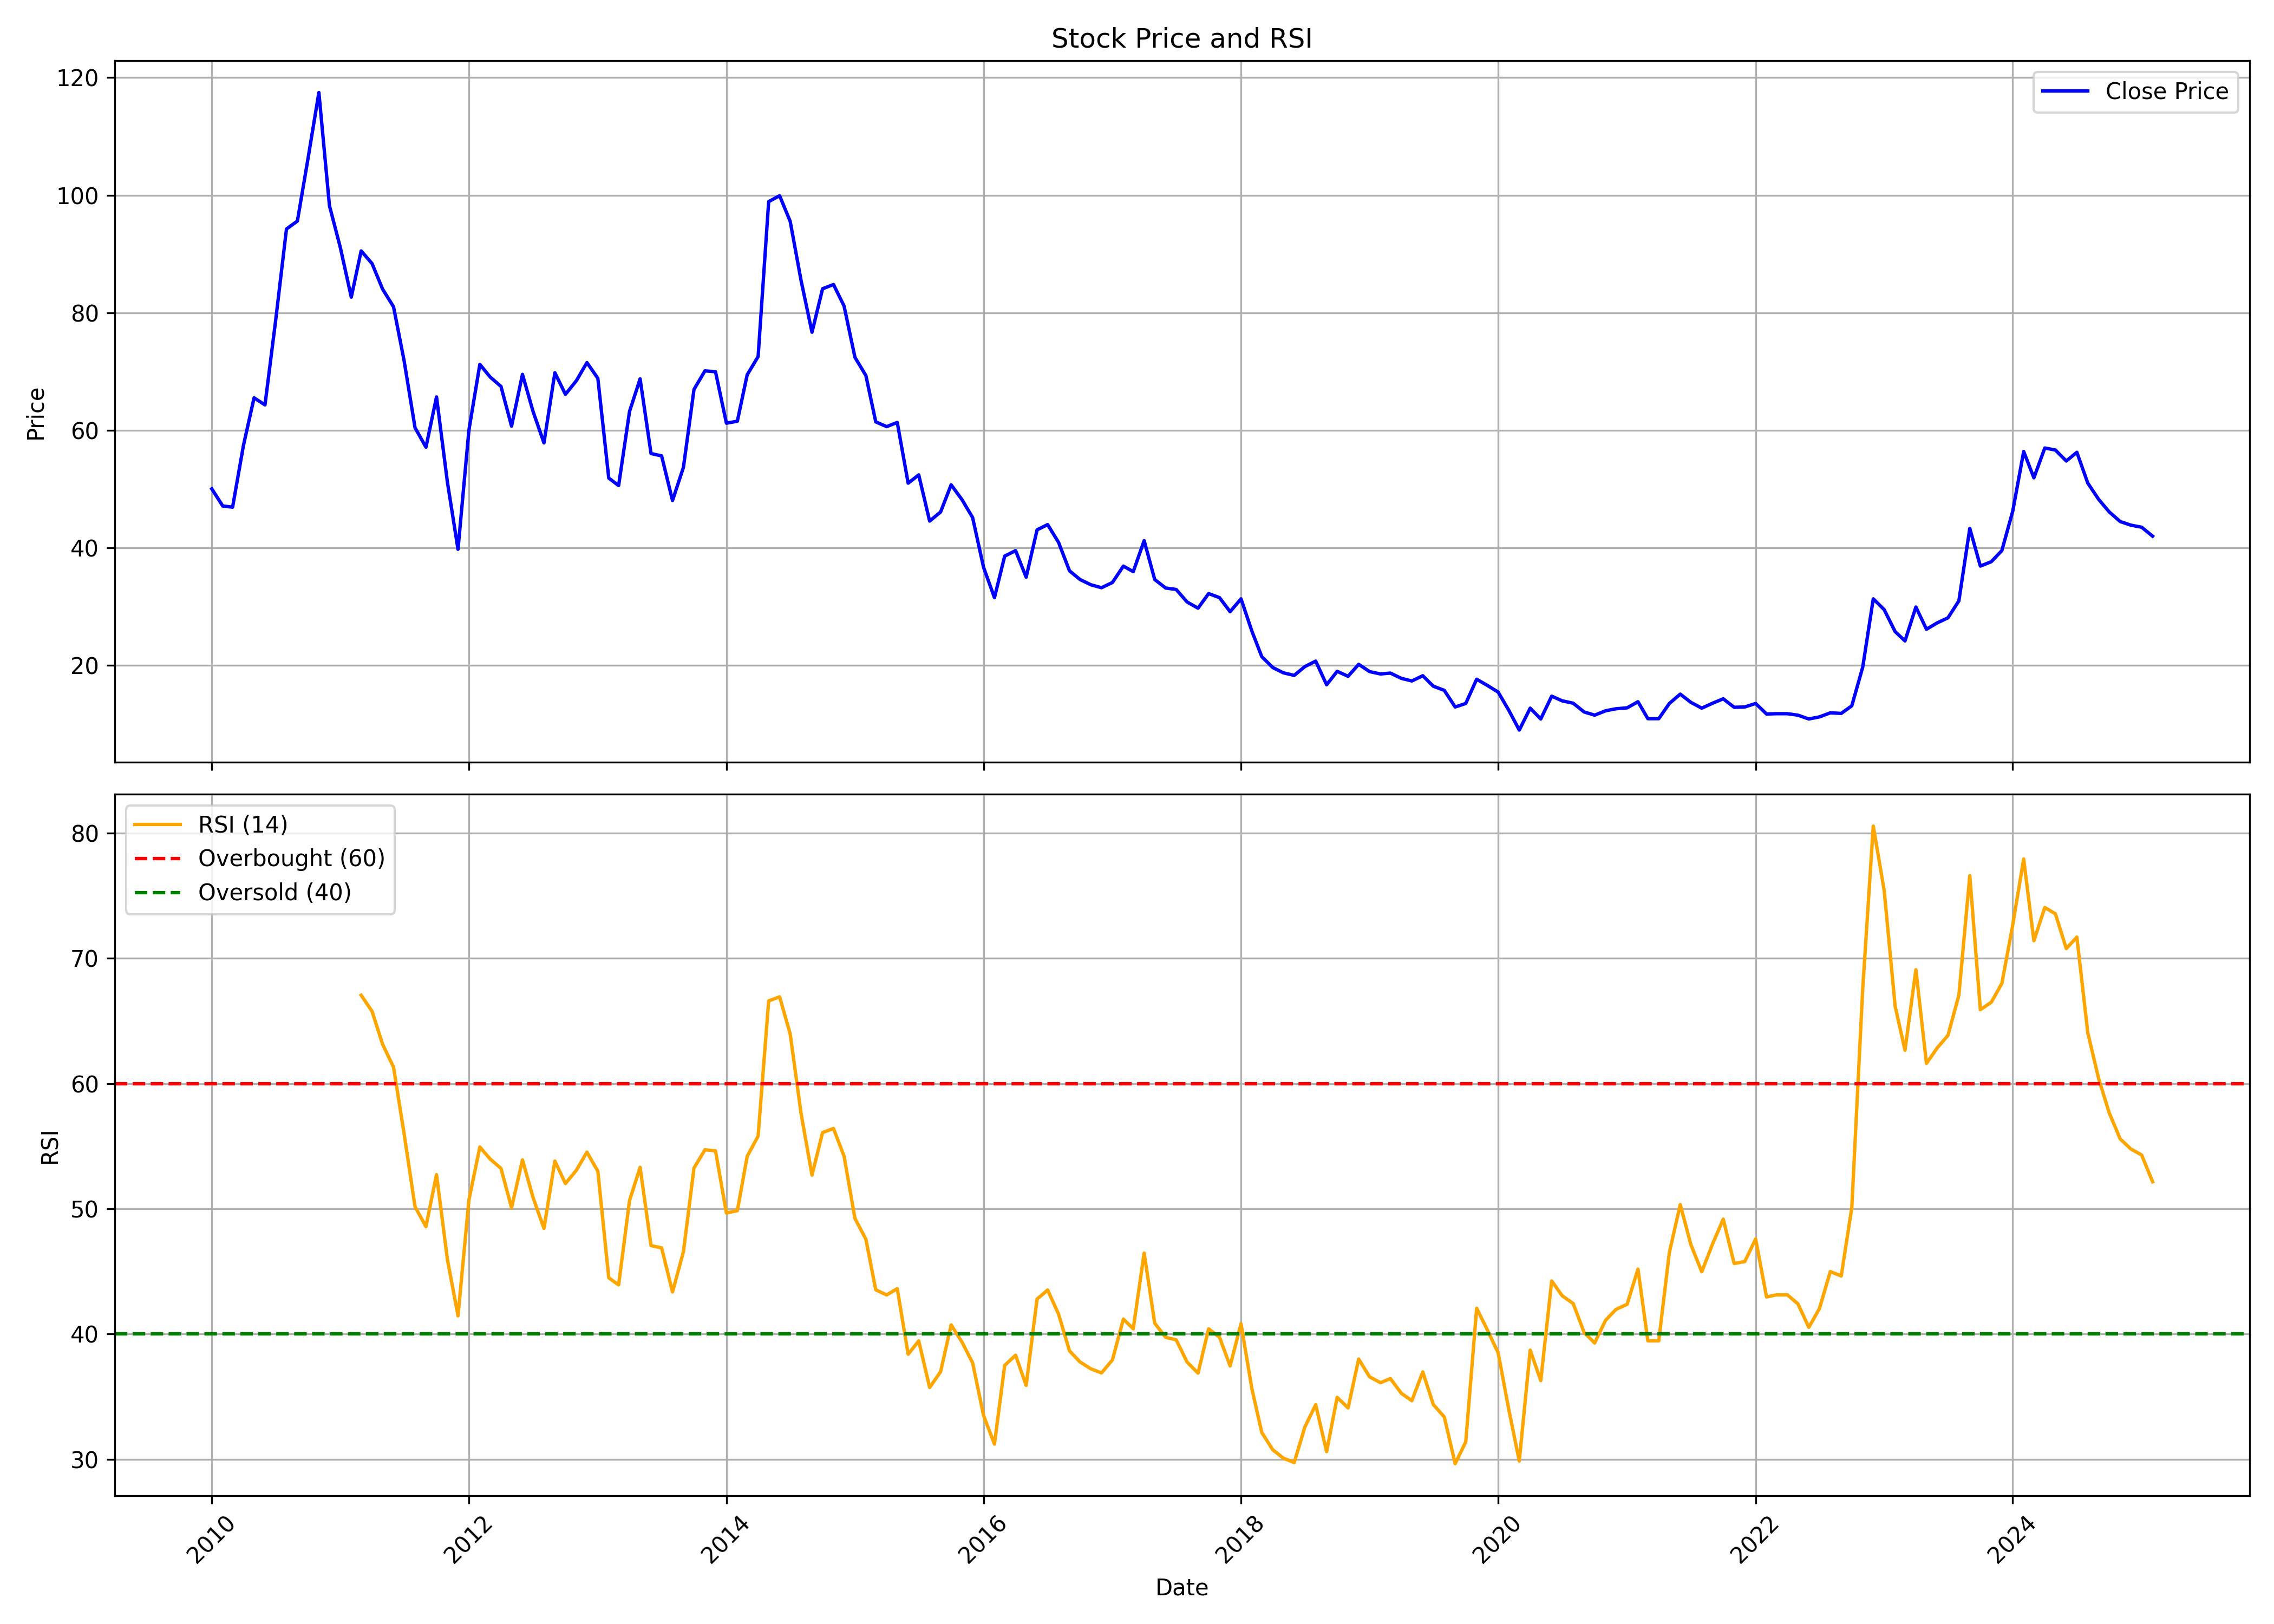 Stock Price and RSI
120
100
80
60
40
20
Price
Close Price
80
70
60
50
40
30
RSI
RSI (14)
Overbought (60)
Oversold (40)
2010
2012
2014
2016
2018
2020
2022
2024
Date